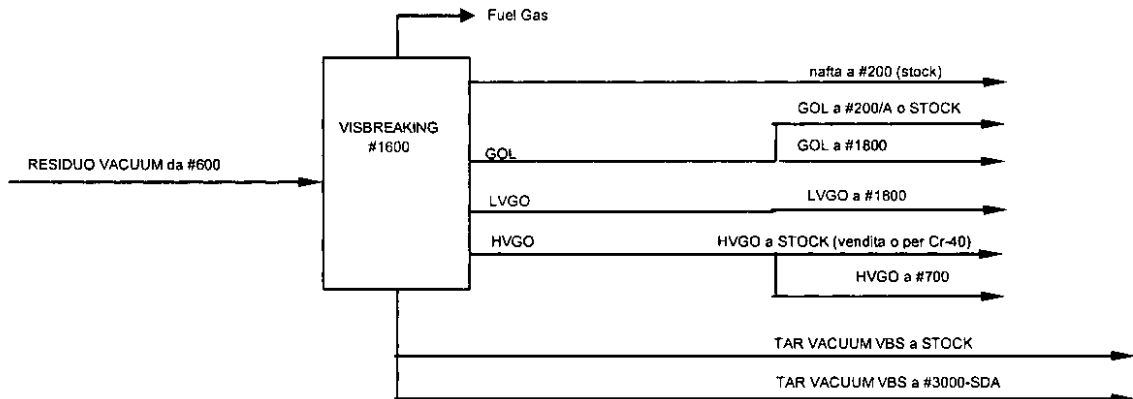 Fuel Gas
nafta a #200 (stock)
GOL a #200/A o STOCK
VISBREAKING
#1600
GOL
GOL a #1800
RESIDUO VACUUM da #600
LVGO
LVGO a #1800
HVGO
HVGO a STOCK (vendita o per Cr-40)
HVGO a #700
TAR VACUUM VBS a STOCK
TAR VACUUM VBS a #3000-SDA